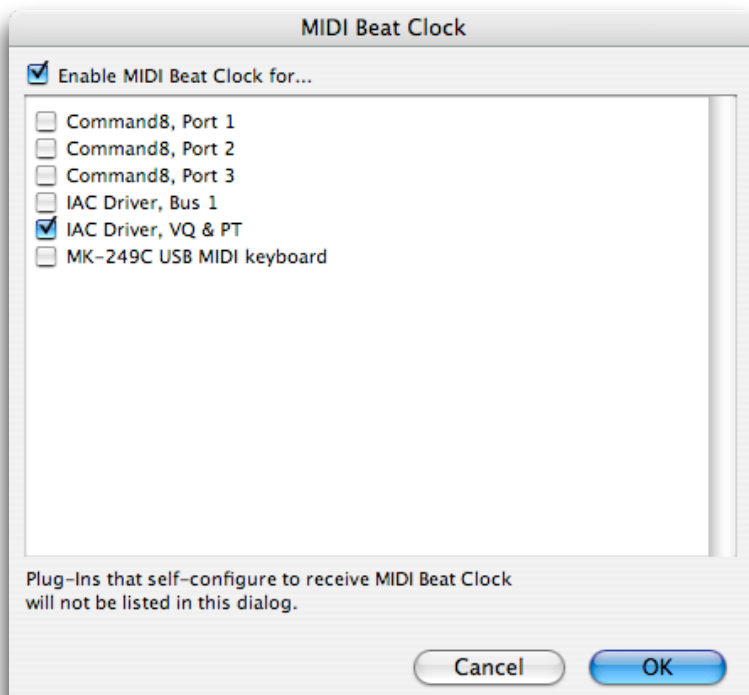 MIDI Beat Clock
Enable MIDI Beat Clock for...
Command8, Port 1
Command8, Port 2
Command8, Port 3
IAC Driver, Bus 1
IAC Driver, VQ & PT
MK-249C USB MIDI keyboard
Plug-Ins that self-configure to receive MIDI Beat Clock
will not be listed in this dialog.
Cancel OK